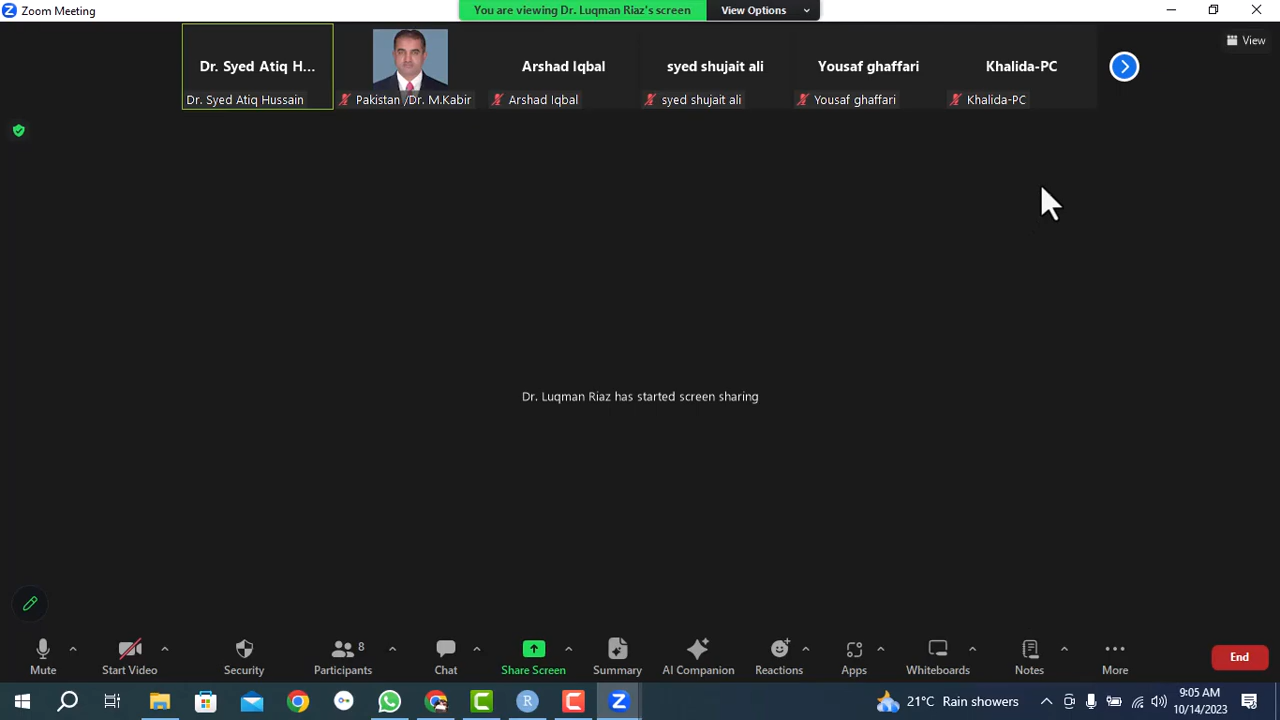 Zoom Meeting
You are viewing Dr. Luqman Riaz's screen
View Options
View
Dr. Syed Atiq H...
Arshad Iqbal
syed shujait ali
Yousaf ghaffari
Khalida-PC
Dr. Syed Atiq Hussain
Pakistan /Dr. M.Kabir
Arshad Iqbal
syed shujait ali
Yousaf ghaffari
Khalida-PC
Dr. Luqman Riaz has started screen sharing
8
Mute
Start Video
Security
Participants
Chat
Share Screen
Summary
AI Companion
Reactions
Apps
Whiteboards
Notes
More
End
21°C Rain showers
9:05 AM
10/14/2023